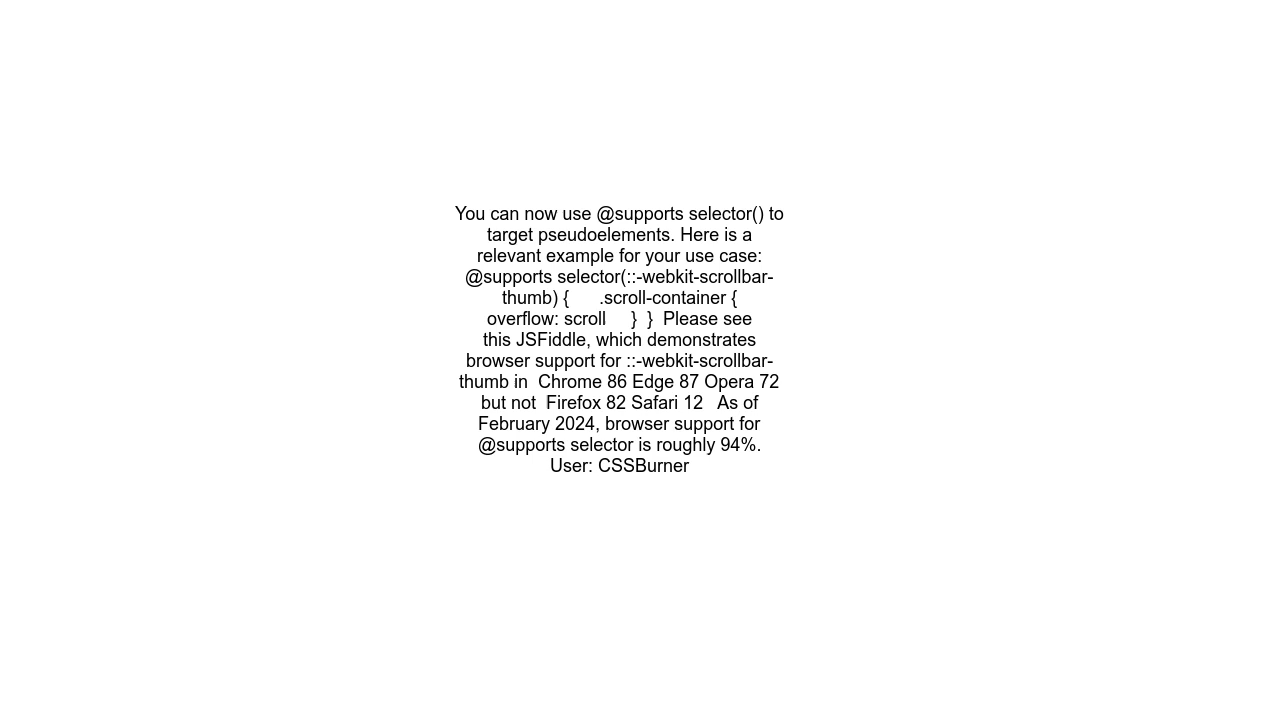 You can now use @supports selector() to
target pseudoelements. Here is a
relevant example for your use case:
@supports selector(::-webkit-scrollbar-
thumb) {      .scroll-container {
overflow: scroll     }  }  Please see
this JSFiddle, which demonstrates
browser support for ::-webkit-scrollbar-
thumb in  Chrome 86 Edge 87 Opera 72
but not  Firefox 82 Safari 12   As of
February 2024, browser support for
@supports selector is roughly 94%.
User: CSSBurner